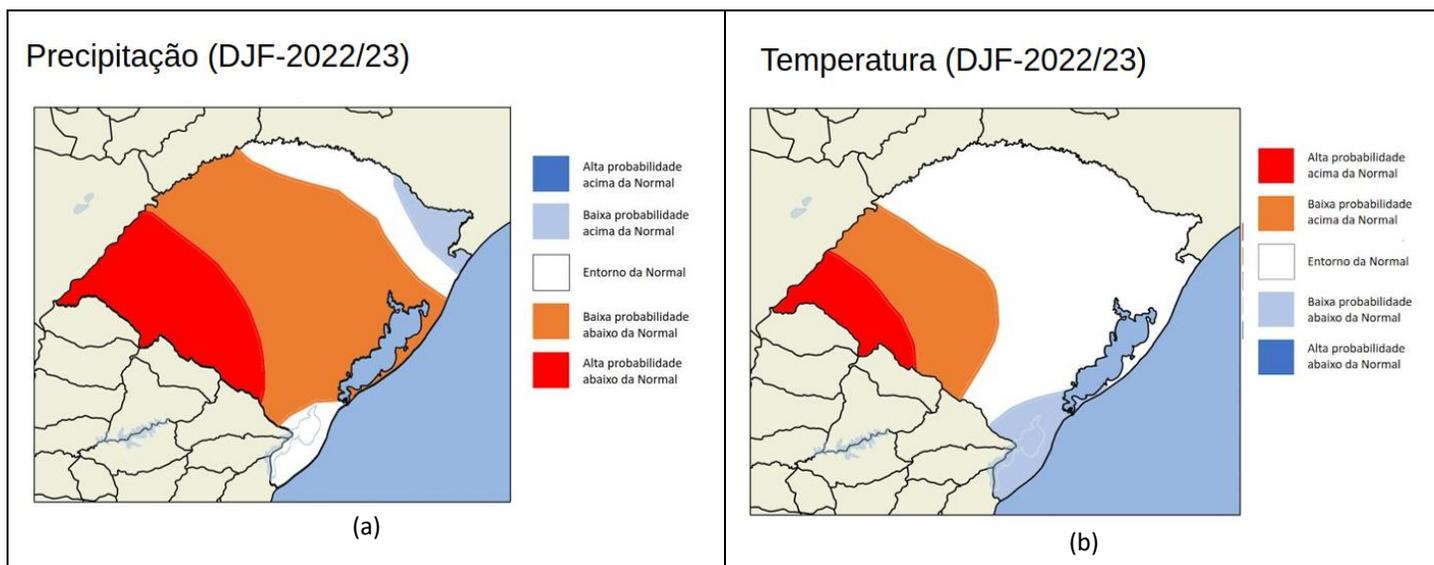 Precipitação (DJF-2022/23)
Alta probabilidade
acima da Normal
Baixa probabilidade
acima da Normal
Entorno da Normal
Baixa probabilidade
abaixo da Normal
Alta probabilidade
abaixo da Normal
(a)
Temperatura (DJF-2022/23)
Alta probabilidade
acima da Normal
Baixa probabilidade
acima da Normal
Entorno da Normal
Baixa probabilidade
abaixo da Normal
Alta probabilidade
abaixo da Normal
(b)